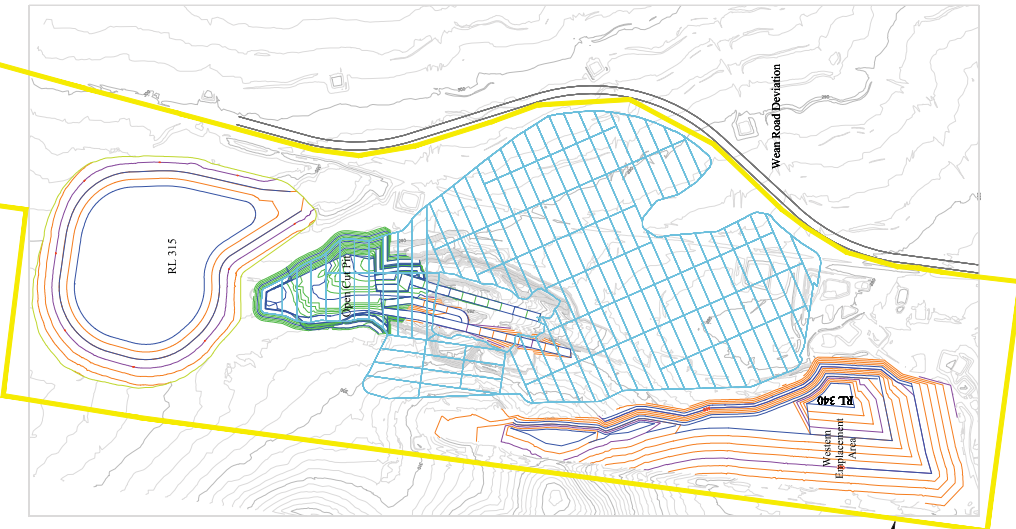 Wean Road Deviation
RL 315
Open Cut Pit
RL 340
Western
Emplacement
Area